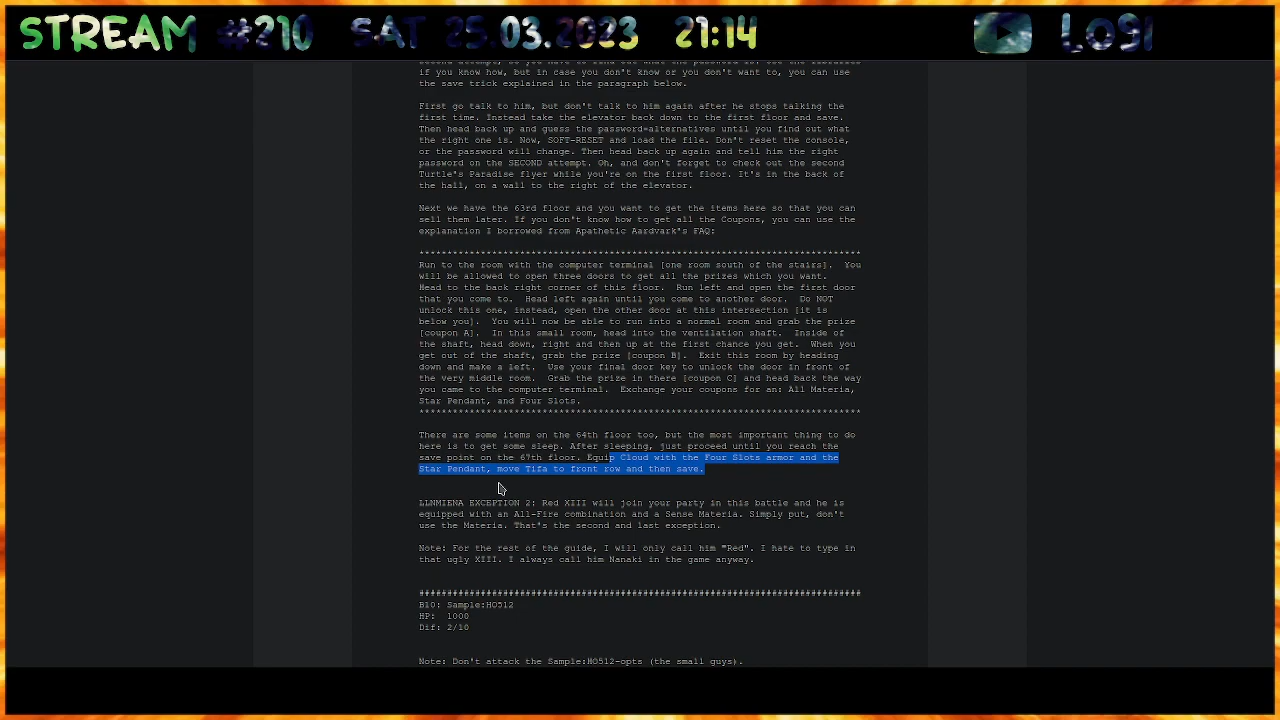 STREAM #210 SAT 25.03.2023 21:14 LO9I
if you know how, but in case you don't know or you don't want to, you can use
the save trick explained in the paragraph below.
First go talk to him, but don't talk to him again after he stops talking the
first time. Instead take the elevator back down to the first floor and save.
Then head back up and guess the password-alternatives until you find out what
the right one is. Now, SOFT-RESET and load the file. Don't reset the console,
or the password will change. Then head back up again and tell him the right
password on the SECOND attempt. Oh, and don't forget to check out the second
Turtle's Paradise flyer while you're on the first floor. It's in the back of
the hall, on a wall to the right of the elevator.
Next we have the 63rd floor and you want to get the items here so that you can
sell them later. If you don't know how to get all the Coupons, you can use the
explanation I borrowed from Apathetic Aardvark's FAQ:
*******************************************************************************
Run to the room with the computer terminal [one room south of the stairs].  You
will be allowed to open three doors to get all the prizes which you want.
Head to the back right corner of this floor.  Run left and open the first door
that you come to.  Head left again until you come to another door.  Do NOT
unlock this one, instead, open the other door at this intersection [it is
below you].  You will now be able to run into a normal room and grab the prize
[coupon A].  In this small room, head into the ventilation shaft.  Inside of
the shaft, head down, right and then up at the first chance you get.  When you
get out of the shaft, grab the prize [coupon B].  Exit this room by heading
down and make a left.  Use your final door key to unlock the door in front of
the very middle room.  Grab the prize in there [coupon C] and head back the way
you came to the computer terminal.  Exchange your coupons for an: All Materia,
Star Pendant, and Four Slots.
*******************************************************************************
There are some items on the 64th floor too, but the most important thing to do
here is to get some sleep. After sleeping, just proceed until you reach the
save point on the 67th floor. Equip Cloud with the Four Slots armor and the
Star Pendant, move Tifa to front row and then save.
LLNMIENA EXCEPTION 2: Red XIII will join your party in this battle and he is
equipped with an All-Fire combination and a Sense Materia. Simply put, don't
use the Materia. That's the second and last exception.
Note: For the rest of the guide, I will only call him "Red". I hate to type in
that ugly XIII. I always call him Nanaki in the game anyway.
###############################################################################
B10: Sample:HO512
HP:  1000
Dif: 2/10
Note: Don't attack the Sample:HO512-opts (the small guys).